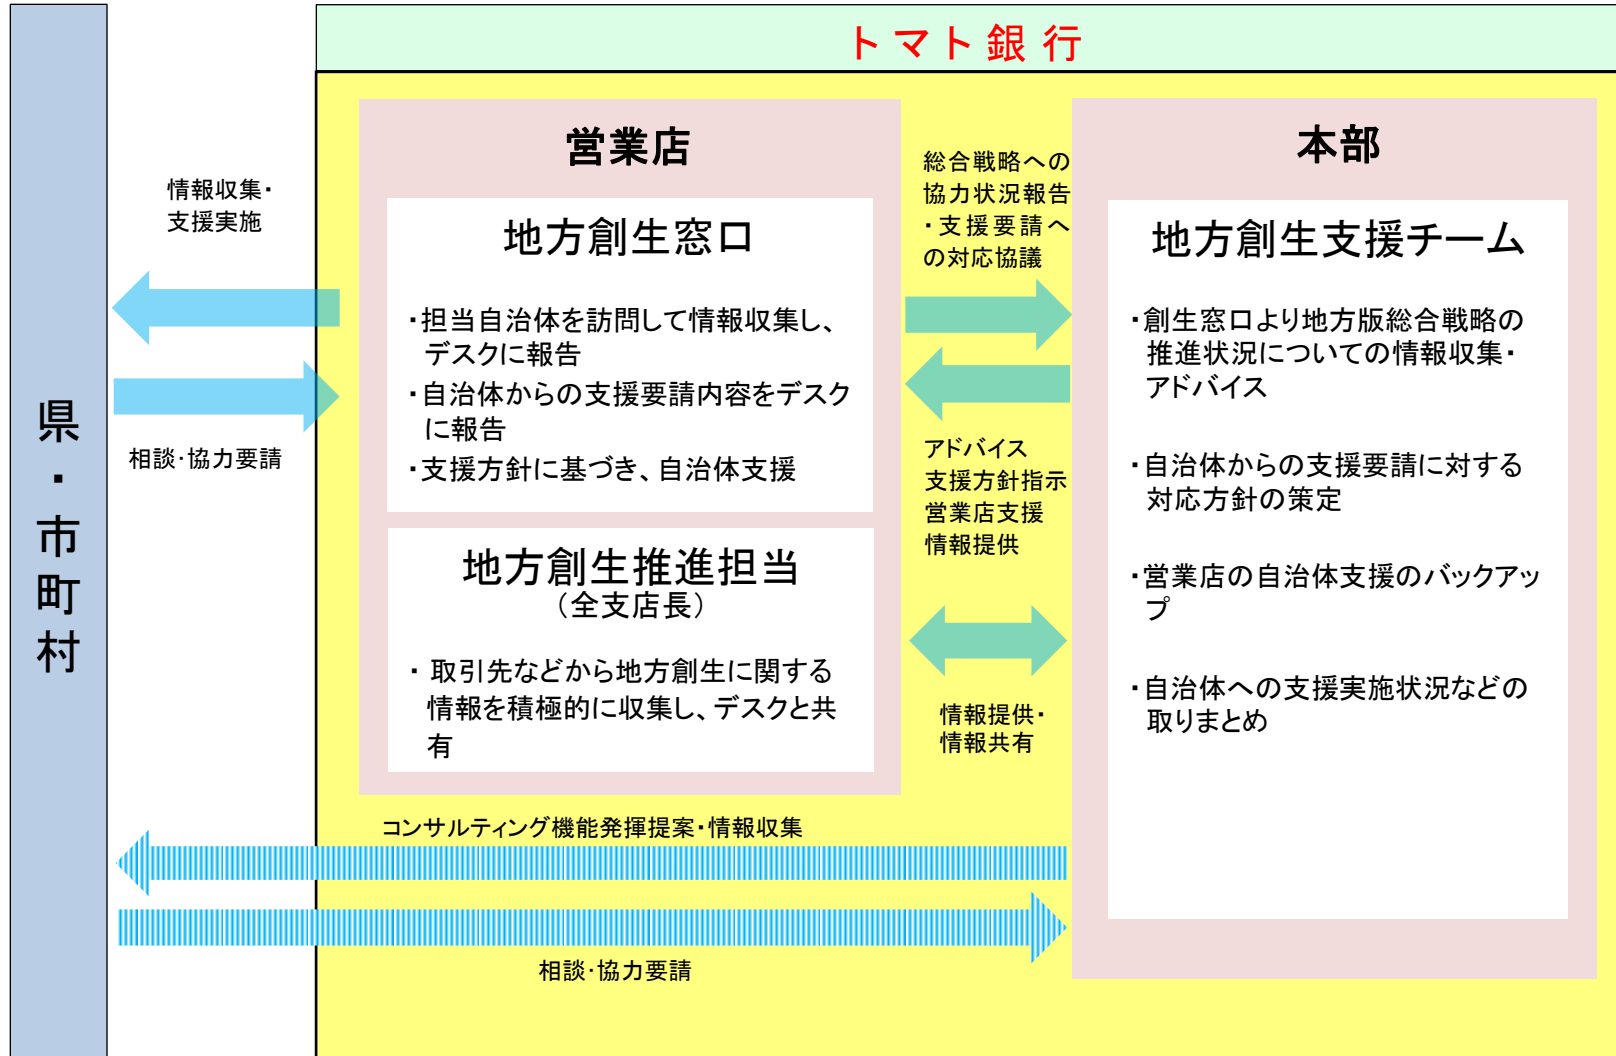 トマト銀行
県・市町村
情報収集・
支援実施
相談・協力要請
営業店
地方創生窓口
・担当自治体を訪問して情報収集し、
デスクに報告
・自治体からの支援要請内容をデスク
に報告
・支援方針に基づき、自治体支援
地方創生推進担当
（全支店長）
・ 取引先などから地方創生に関する
情報を積極的に収集し、デスクと共
有
総合戦略への
協力状況報告
・支援要請へ
の対応協議
アドバイス
支援方針指示
営業店支援
情報提供
情報提供・
情報共有
本部
地方創生支援チーム
・創生窓口より地方版総合戦略の
推進状況についての情報収集・
アドバイス
・自治体からの支援要請に対する
対応方針の策定
・営業店の自治体支援のバックアッ
プ
・自治体への支援実施状況などの
取りまとめ
コンサルティング機能発揮提案・情報収集
相談・協力要請